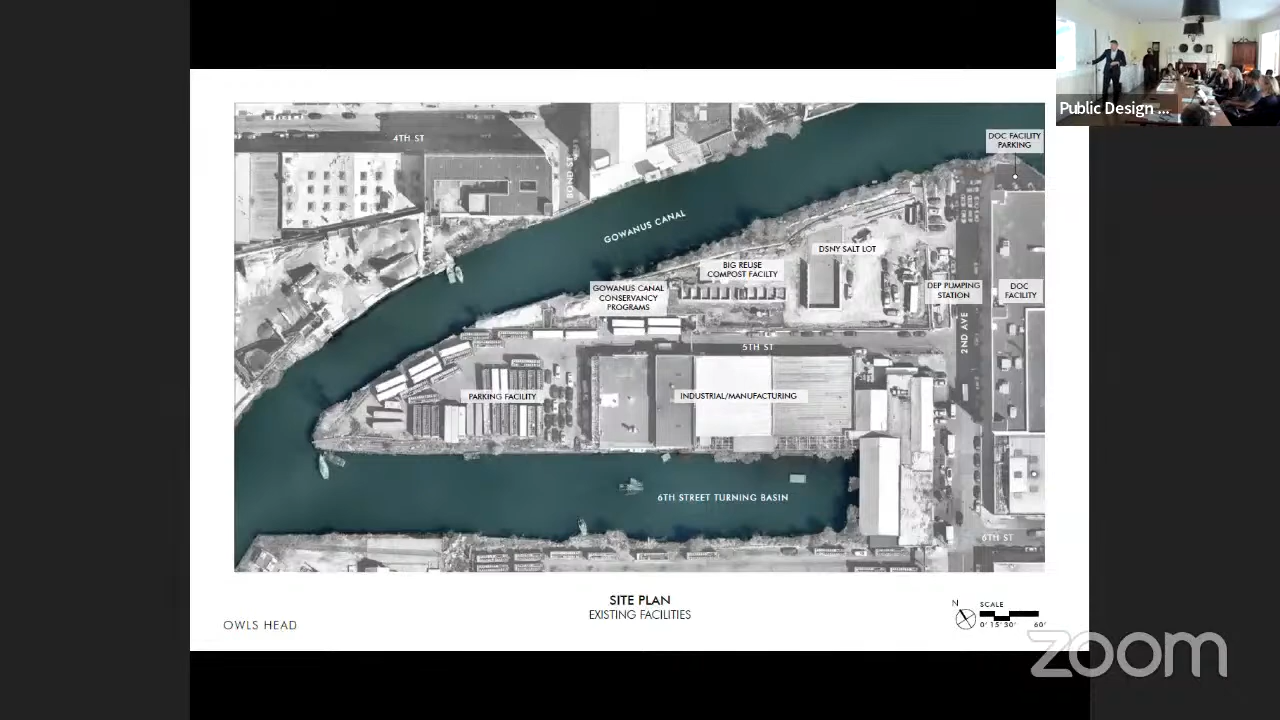 Public Design ...
4TH ST
BOND ST
GOWANUS CANAL
DOC FACILITY
PARKING
DSNY SALT LOT
BIG REUSE
COMPOST FACILTY
GOWANUS CANAL
CONSERVANCY
PROGRAMS
DEP PUMPING
STATION
DOC
FACILITY
2ND AVE
5TH ST
PARKING FACILITY
INDUSTRIAL/MANUFACTURING
6TH STREET TURNING BASIN
6TH ST
SITE PLAN
EXISTING FACILITIES
OWLS HEAD
N
SCALE
0' 15' 30' 60'
zoom